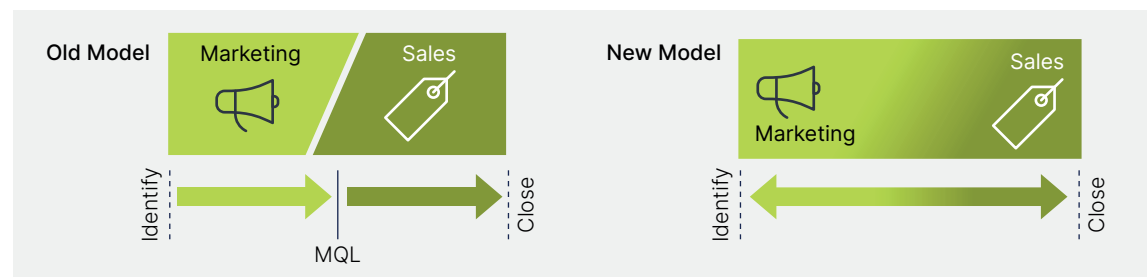 Old Model
Marketing
Sales
Identify
MQL
Close
New Model
Marketing
Sales
Identify
Close